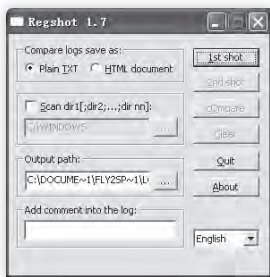 Regshot 1.7
Compare logs save as:
Plain TXT
HTML document
1st shot
2nd shot
Scan dir1[;dir2;...;dir nn]:
cOmpare
C:\WINDOWS
...
Clear
Output path:
Quit
C:\DOCUME~1\FLY2SP~1\L
...
About
Add comment into the log:
English